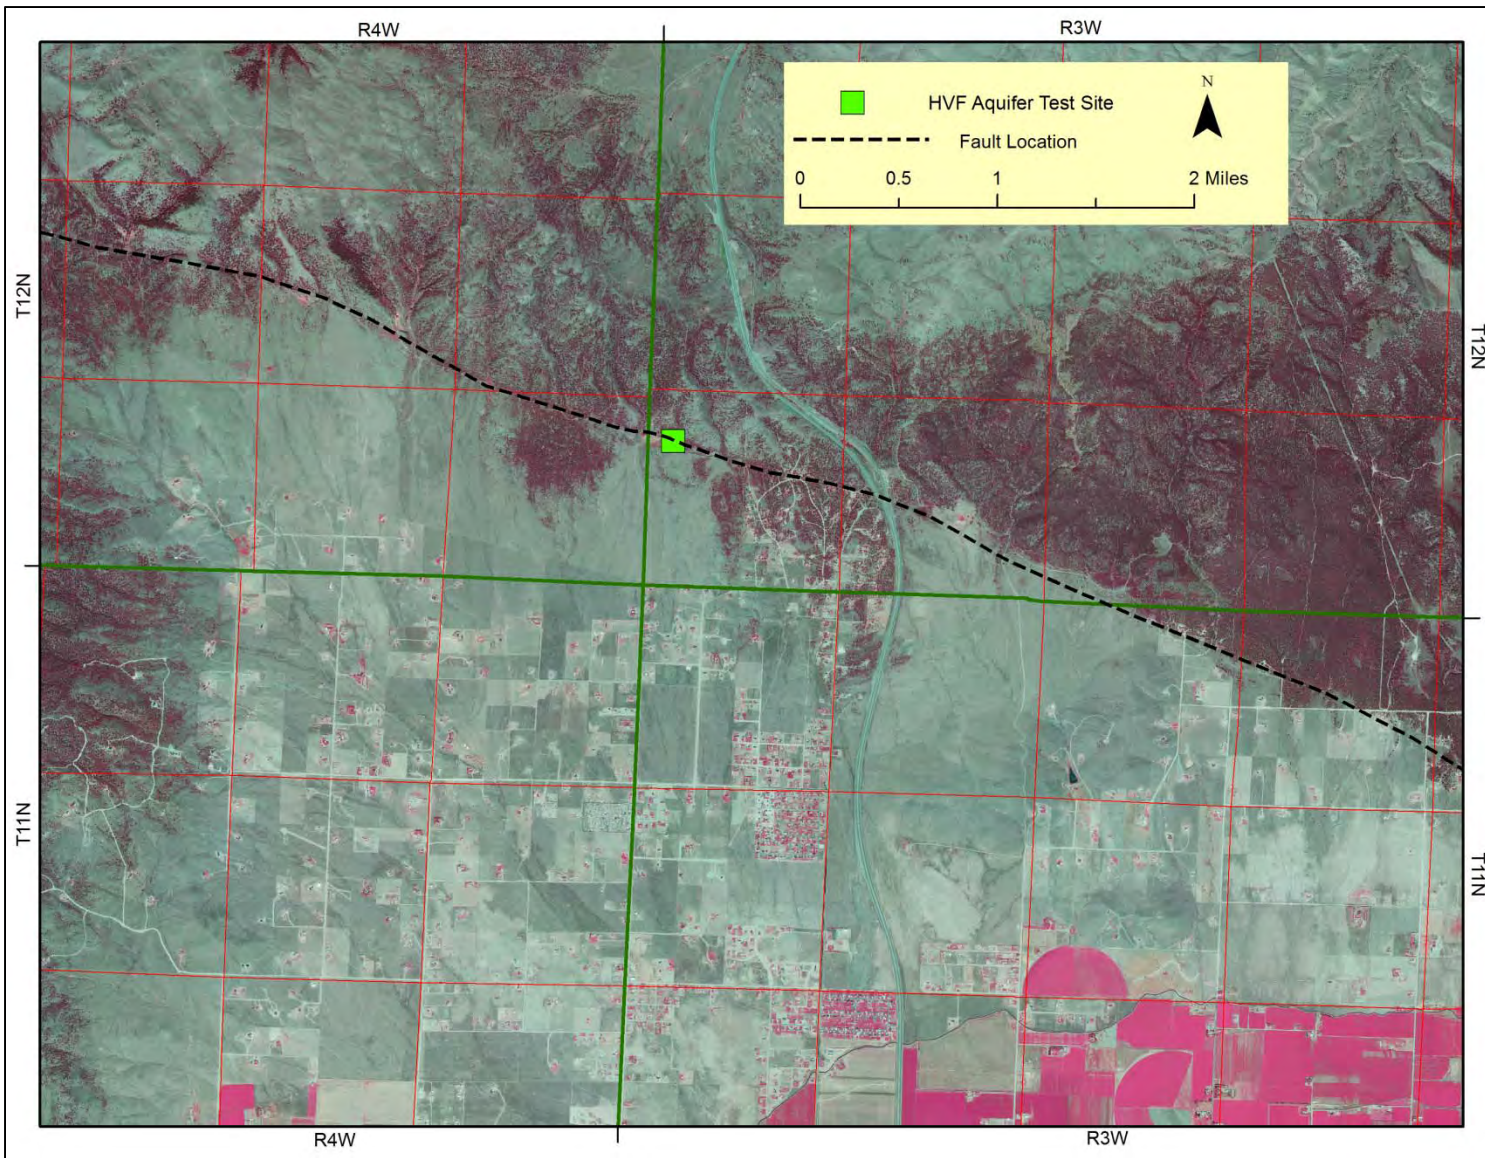 R4W
R3W
N
HVF Aquifer Test Site
Fault Location
0 0.5 1 2 Miles
T12N
T12N
T11N
T11N
R4W
R3W